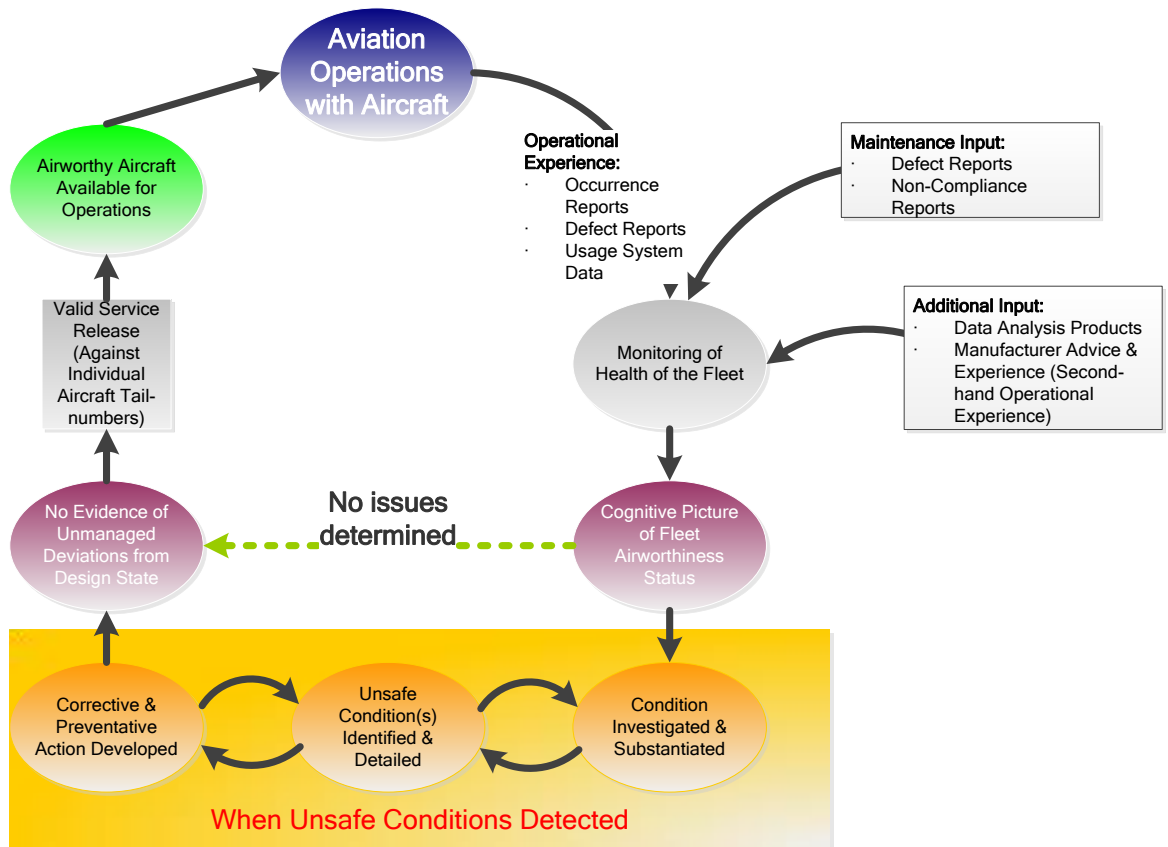 Aviation
Operations
with Aircraft
Operational
Experience:
· Occurrence
Reports
· Defect Reports
· Usage System
Data
Maintenance Input:
· Defect Reports
· Non-Compliance
Reports
Airworthy Aircraft
Available for
Operations
Additional Input:
· Data Analysis Products
· Manufacturer Advice &
Experience (Second-
hand Operational
Experience)
Valid Service
Release
(Against
Individual
Aircraft Tail-
numbers)
Monitoring of
Health of the Fleet
No Evidence of
Unmanaged
Deviations from
Design State
No issues
determined
Cognitive Picture
of Fleet
Airworthiness
Status
Corrective &
Preventative
Action Developed
Unsafe
Condition(s)
Identified &
Detailed
Condition
Investigated &
Substantiated
When Unsafe Conditions Detected